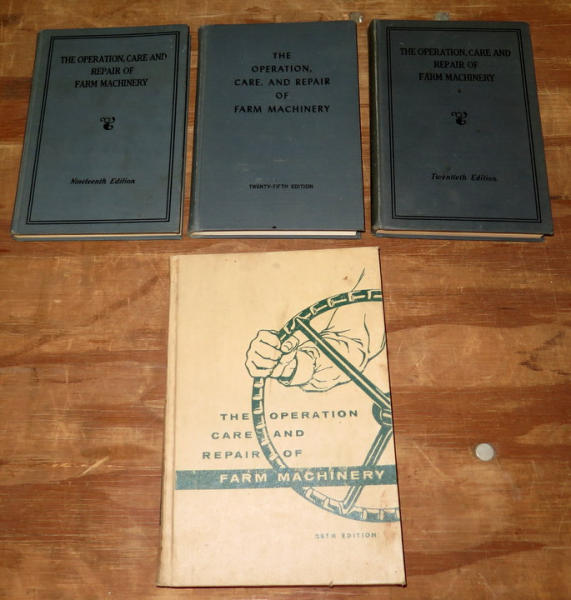 THE OPERATION, CARE AND
REPAIR OF
FARM MACHINERY
Nineteenth Edition
THE
OPERATION,
CARE, AND REPAIR
OF
FARM MACHINERY
TWENTY-FIFTH EDITION
THE OPERATION, CARE AND
REPAIR OF
FARM MACHINERY
Twentieth Edition
THE OPERATION
CARE AND
REPAIR OF
FARM MACHINERY
EDITION